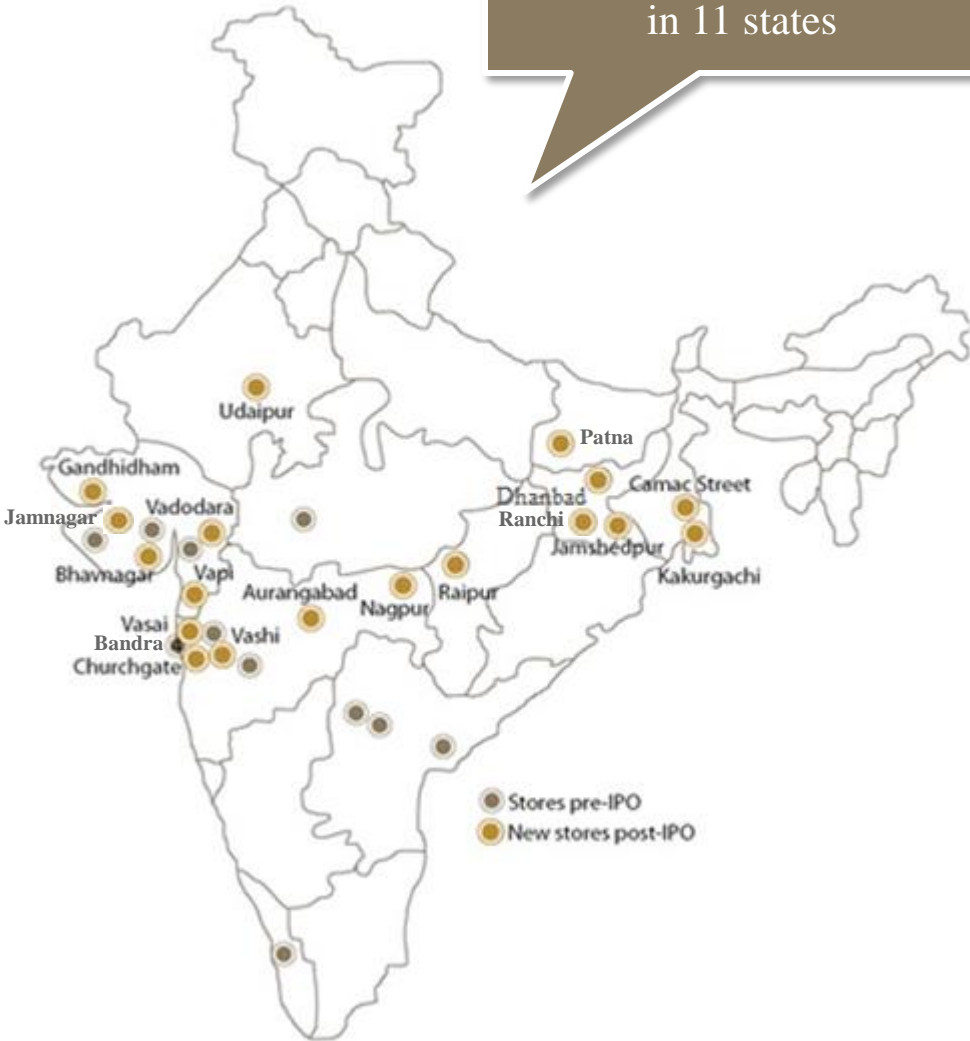 in 11 states
Udaipur
Patna
Gandhidham
Dhanbad
Camac Street
Jamnagar
Vadodara
Ranchi
Jamshedpur
Bhavnagar
Vapi
Aurangabad
Nagpur
Raipur
Kakurgachi
Vasai
Vashi
Bandra
Churchgate
Stores pre-IPO
New stores post-IPO